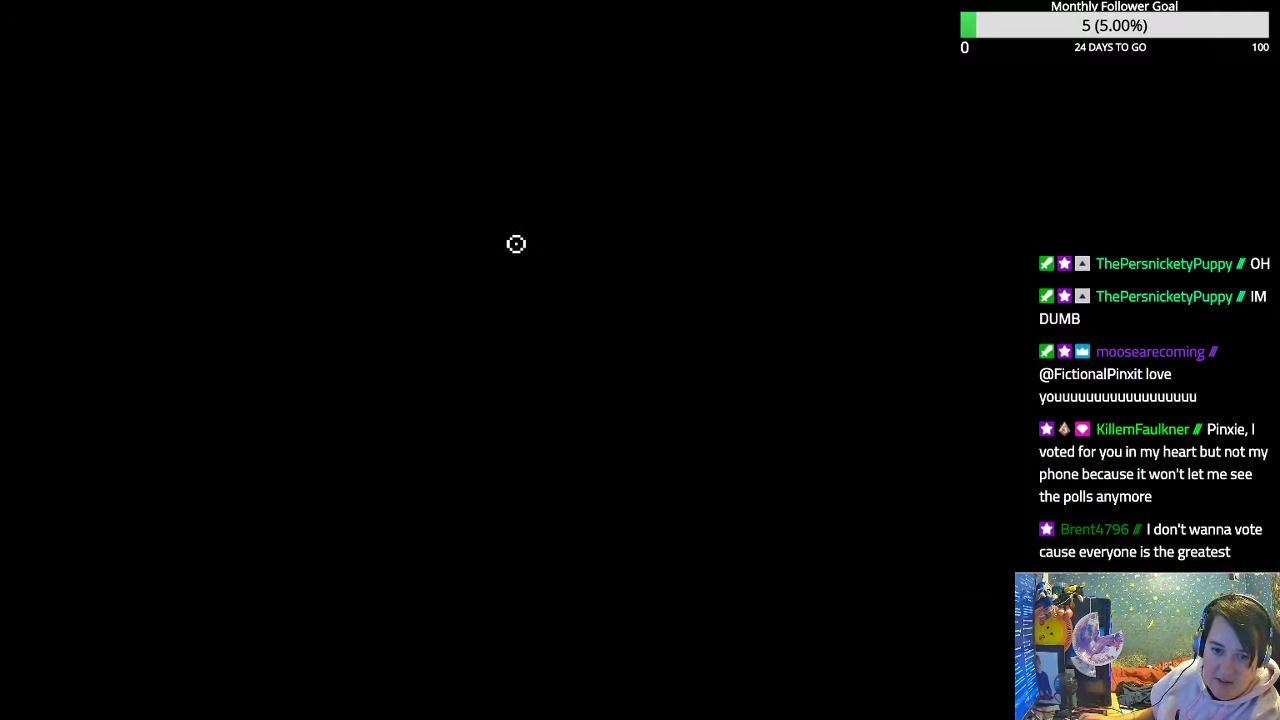 Monthly Follower Goal
5 (5.00%)
0 24 DAYS TO GO 100
ThePersnicketyPuppy // OH
ThePersnicketyPuppy // IM
DUMB
moosearecoming //
@FictionalPinxit love
youuuuuuuuuuuuuuuuuu
KillemFaulkner // Pinxie, I
voted for you in my heart but not my
phone because it won't let me see
the polls anymore
Brent4796 // I don't wanna vote
cause everyone is the greatest